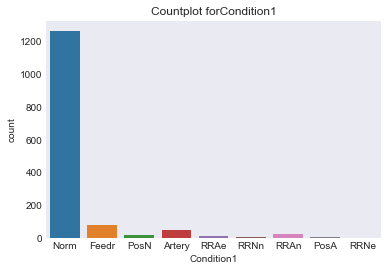 Countplot forCondition1
1200
1000
800
600
400
200
0
count
Norm Feedr PosN Artery RRAe RRNn RRAn PosA RRNe
Condition1